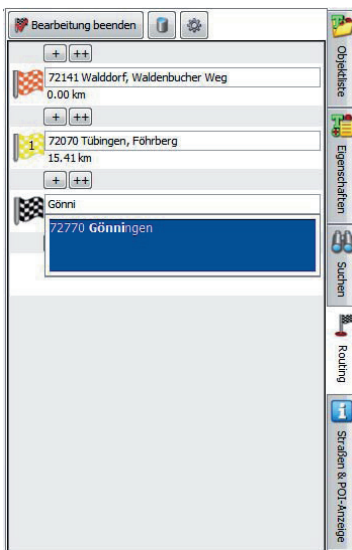 Bearbeitung beenden
+ ++
72141 Walddorf, Waldenbucher Weg
0.00 km
+ ++
1
72070 Tübingen, Föhrberg
15.41 km
+ ++
Gönni
72770 Gönningen
Objektliste
Eigenschaften
Suchen
Routing
Straßen & POI-Anzeige